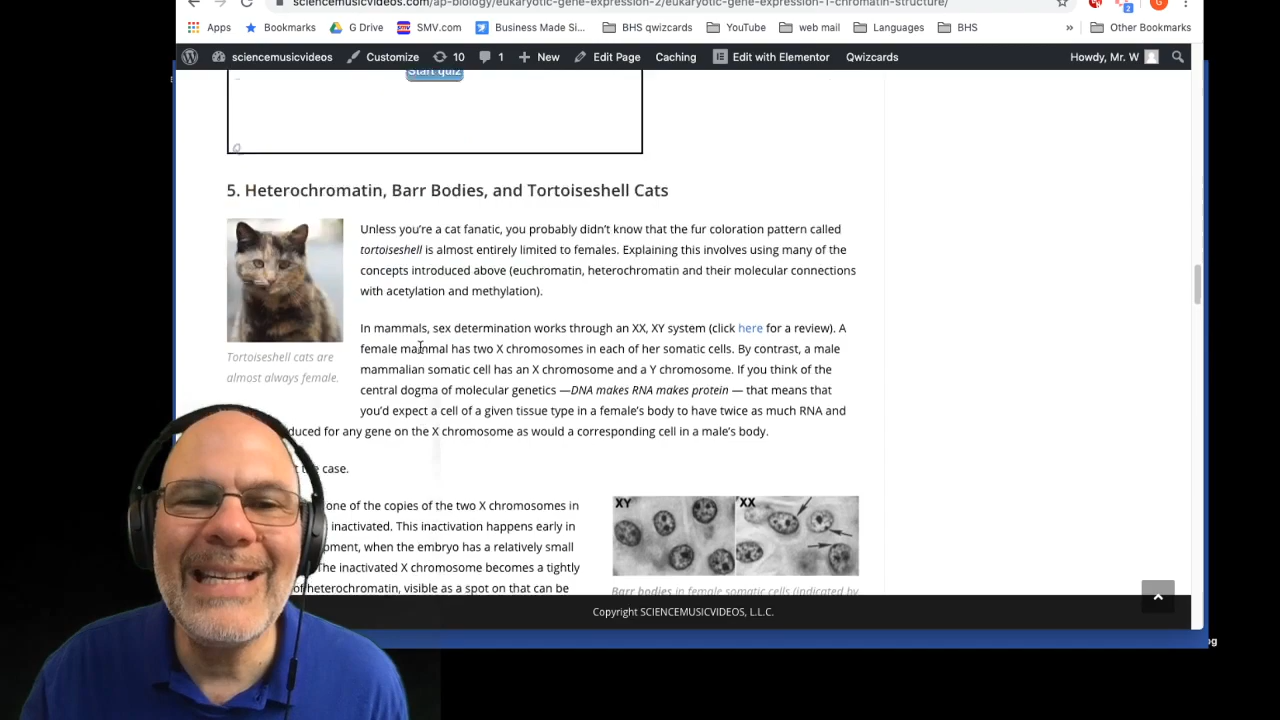 sciencemusicvideos.com/ap-biology/eukaryotic-gene-expression-2/eukaryotic-gene-expression-1-chromatin-structure/
Apps Bookmarks G Drive SMV.com Business Made Si... BHS qwizcards YouTube web mail Languages BHS » Other Bookmarks
sciencemusicvideos Customize 10 1 New Edit Page Caching Edit with Elementor Qwizcards Howdy, Mr. W
Start quiz
5. Heterochromatin, Barr Bodies, and Tortoiseshell Cats
Unless you're a cat fanatic, you probably didn't know that the fur coloration pattern called
tortoiseshell is almost entirely limited to females. Explaining this involves using many of the
concepts introduced above (euchromatin, heterochromatin and their molecular connections
with acetylation and methylation).
Tortoiseshell cats are
almost always female.
In mammals, sex determination works through an XX, XY system (click here for a review). A
female mammal has two X chromosomes in each of her somatic cells. By contrast, a male
mammalian somatic cell has an X chromosome and a Y chromosome. If you think of the
central dogma of molecular genetics —DNA makes RNA makes protein — that means that
you'd expect a cell of a given tissue type in a female's body to have twice as much RNA and
duced for any gene on the X chromosome as would a corresponding cell in a male's body.
t the case.
one of the copies of the two X chromosomes in
inactivated. This inactivation happens early in
pment, when the embryo has a relatively small
The inactivated X chromosome becomes a tightly
of heterochromatin, visible as a spot on that can be
XY XX
Barr bodies in female somatic cells (indicated by
Copyright SCIENCEMUSICVIDEOS, L.L.C.
og